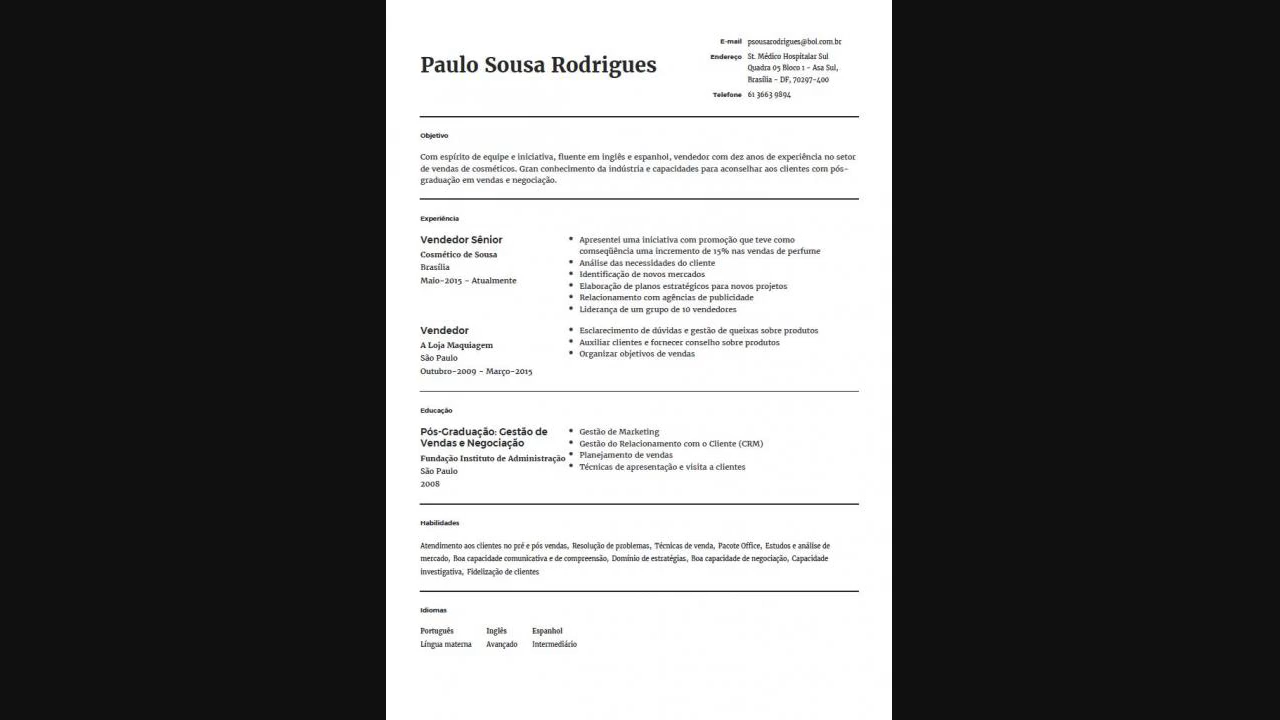 Paulo Sousa Rodrigues
E-mail psousarodrigues@bol.com.br
Endereço St. Médico Hospitalar Sul
Quadra 05 Bloco 1 - Asa Sul,
Brasília - DF, 70297-400
Telefone 61 3663 9894
Objetivo
Com espírito de equipe e iniciativa, fluente em inglês e espanhol, vendedor com dez anos de experiência no setor
de vendas de cosméticos. Gran conhecimento da indústria e capacidades para aconselhar aos clientes com pós-
graduação em vendas e negociação.
Experiência
Vendedor Sênior
Cosmético de Sousa
Brasília
Maio-2015 - Atualmente
• Apresentei uma iniciativa com promoção que teve como
conseqüência uma incremento de 15% nas vendas de perfume
• Análise das necessidades do cliente
• Identificação de novos mercados
• Elaboração de planos estratégicos para novos projetos
• Relacionamento com agências de publicidade
• Liderança de um grupo de 10 vendedores
Vendedor
A Loja Maquiagem
São Paulo
Outubro-2009 - Março-2015
• Esclarecimento de dúvidas e gestão de queixas sobre produtos
• Auxiliar clientes e fornecer conselho sobre produtos
• Organizar objetivos de vendas
Educação
Pós-Graduação: Gestão de
Vendas e Negociação
Fundação Instituto de Administração
São Paulo
2008
• Gestão de Marketing
• Gestão do Relacionamento com o Cliente (CRM)
• Planejamento de vendas
• Técnicas de apresentação e visita a clientes
Habilidades
Atendimento aos clientes no pré e pós vendas, Resolução de problemas, Técnicas de venda, Pacote Office, Estudos e análise de
mercado, Boa capacidade comunicativa e de compreensão, Domínio de estratégias, Boa capacidade de negociação, Capacidade
investigativa, Fidelização de clientes
Idiomas
Português Inglês Espanhol
Língua materna Avançado Intermediário